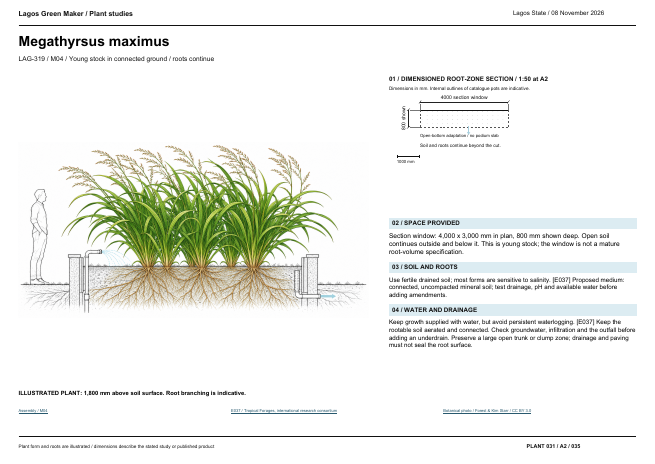 Lagos Green Maker / Plant studies
Lagos State / 08 November 2026
Megathyrsus maximus
LAG-319 / M04 / Young stock in connected ground / roots continue
01 / DIMENSIONED ROOT-ZONE SECTION / 1:50 at A2
Dimensions in mm. Internal outlines of catalogue pots are indicative.
4000 section window
800 shown
Open-bottom adaptation / no podium slab
Soil and roots continue beyond the cut.
1000 mm
02 / SPACE PROVIDED
Section window: 4,000 x 3,000 mm in plan, 800 mm shown deep. Open soil
continues outside and below it. This is young stock; the window is not a mature
root-volume specification.
03 / SOIL AND ROOTS
Use fertile drained soil; most forms are sensitive to salinity. [E037] Proposed medium:
connected, uncompacted mineral soil; test drainage, pH and available water before
adding amendments.
04 / WATER AND DRAINAGE
Keep growth supplied with water, but avoid persistent waterlogging. [E037] Keep the
rootable soil aerated and connected. Check groundwater, infiltration and the outfall before
adding an underdrain. Preserve a large open trunk or clump zone; drainage and paving
must not seal the root surface.
ILLUSTRATED PLANT: 1,800 mm above soil surface. Root branching is indicative.
Assembly / M04
E037 / Tropical Forages, international research consortium
Botanical photo / Forest & Kim Starr / CC BY 3.0
Plant form and roots are illustrated / dimensions describe the stated study or published product
PLANT 031 / A2 / 035